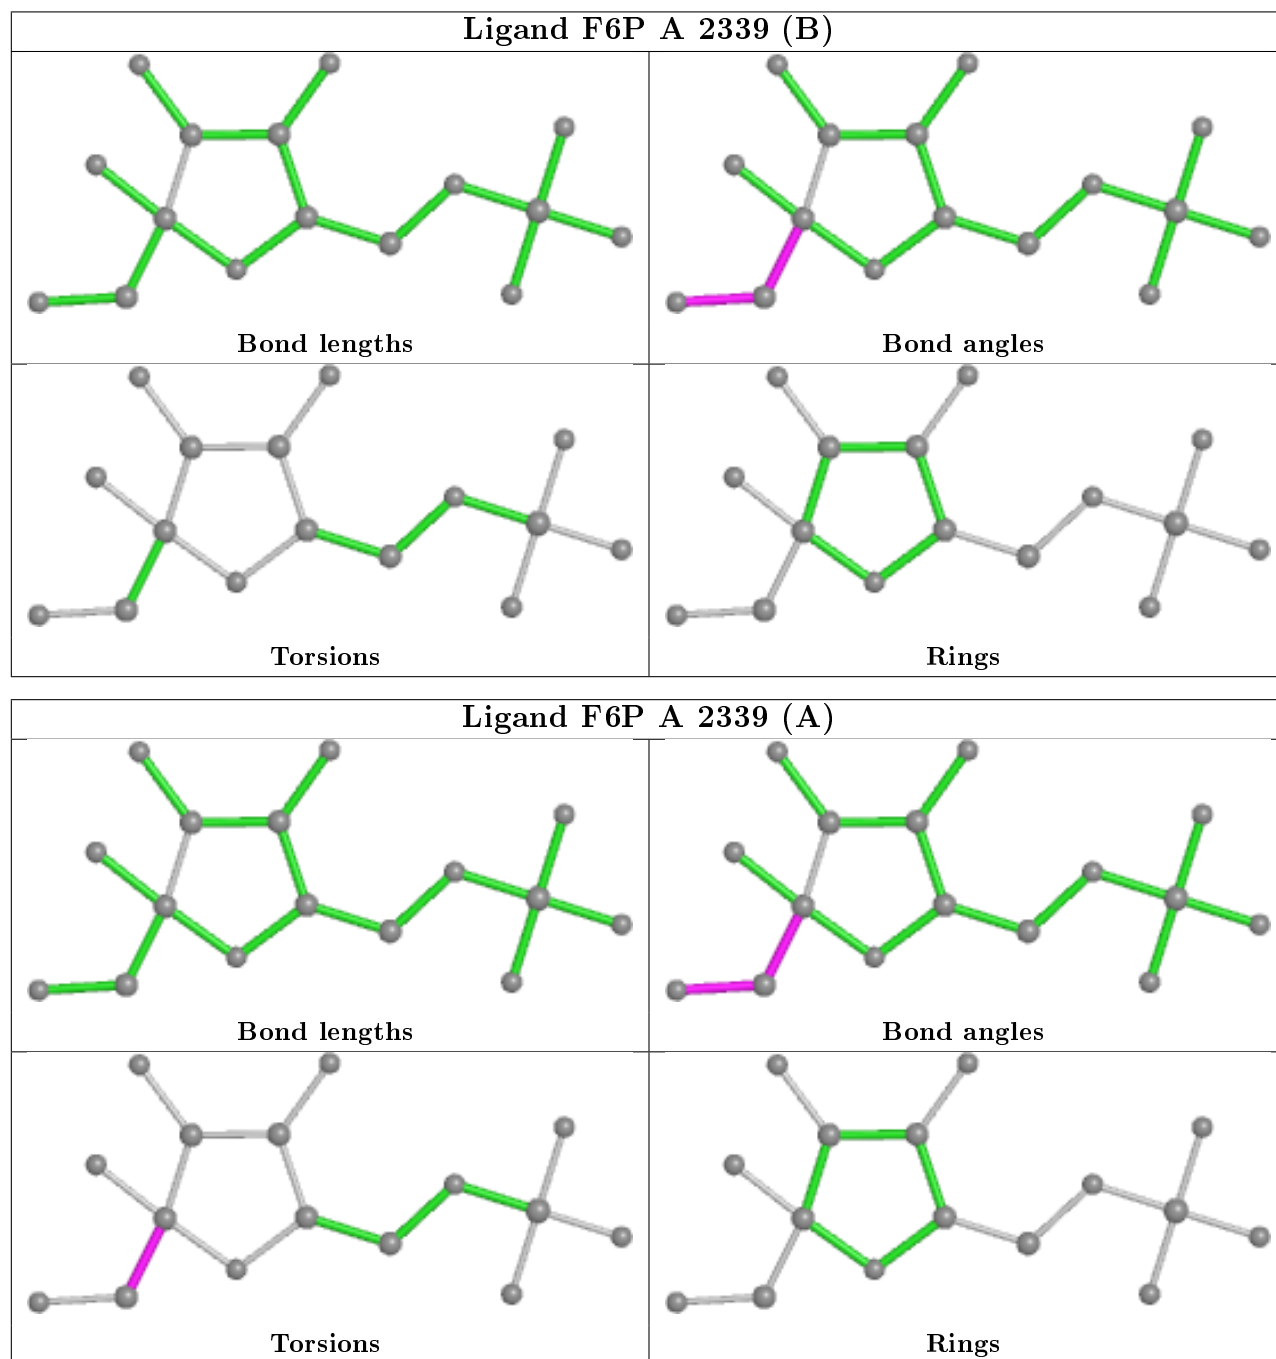 Ligand F6P A 2339 (B)
Bond lengths
Bond angles
Torsions
Rings
Ligand F6P A 2339 (A)
Bond lengths
Bond angles
Torsions
Rings